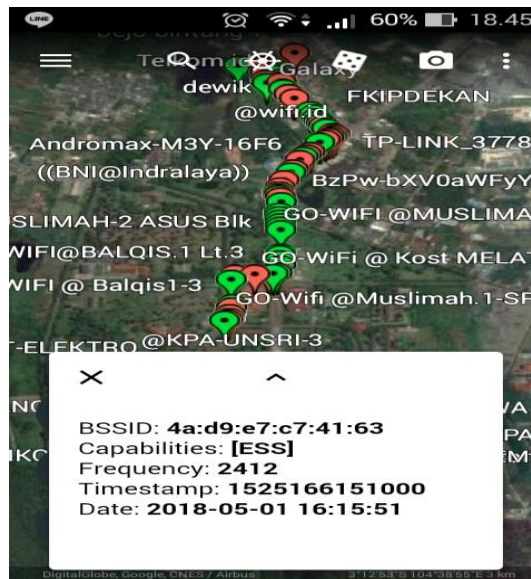 LINE 60% 18.45
Telkom.id
Galaxy
dewik
FKIPDEKAN
@wifi.id
Andromax-M3Y-16F6
TP-LINK_3778
((BNI@Indralaya))
BzPw-bXV0aWFyY
SLIMAH-2 ASUS Blk
GO-WIFI @MUSLIMA
WIFI@BALQIS.1 Lt.3
GO-WiFi @ Kost MELA
WIFI @ Balqis1-3
GO-Wifi @Muslimah.1-SF
T-ELEKTRO
@KPA-UNSRI-3
BSSID: 4a:d9:e7:c7:41:63
Capabilities: [ESS]
Frequency: 2412
Timestamp: 1525166151000
Date: 2018-05-01 16:15:51
DigitalGlobe, Google, CNES / Airbus
3°12'53"S 104°38'55"E 3 km